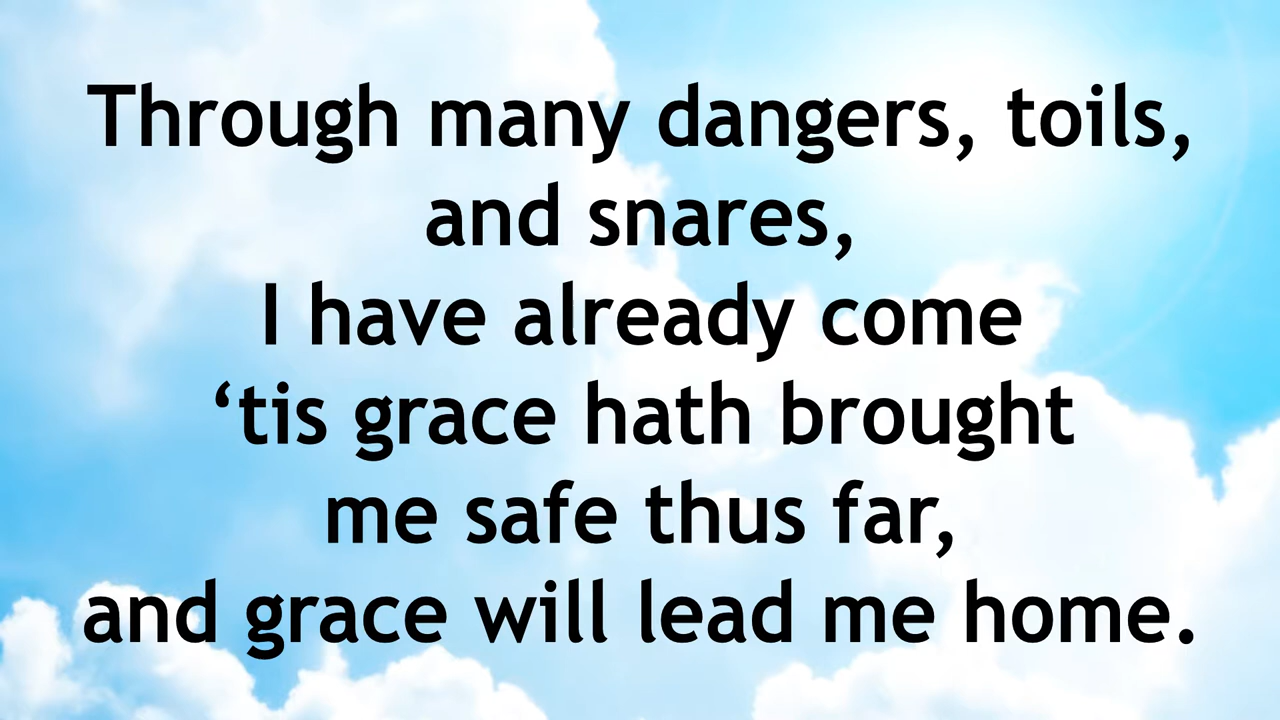 Through many dangers, toils,
and snares,
I have already come
‘tis grace hath brought
me safe thus far,
and grace will lead me home.